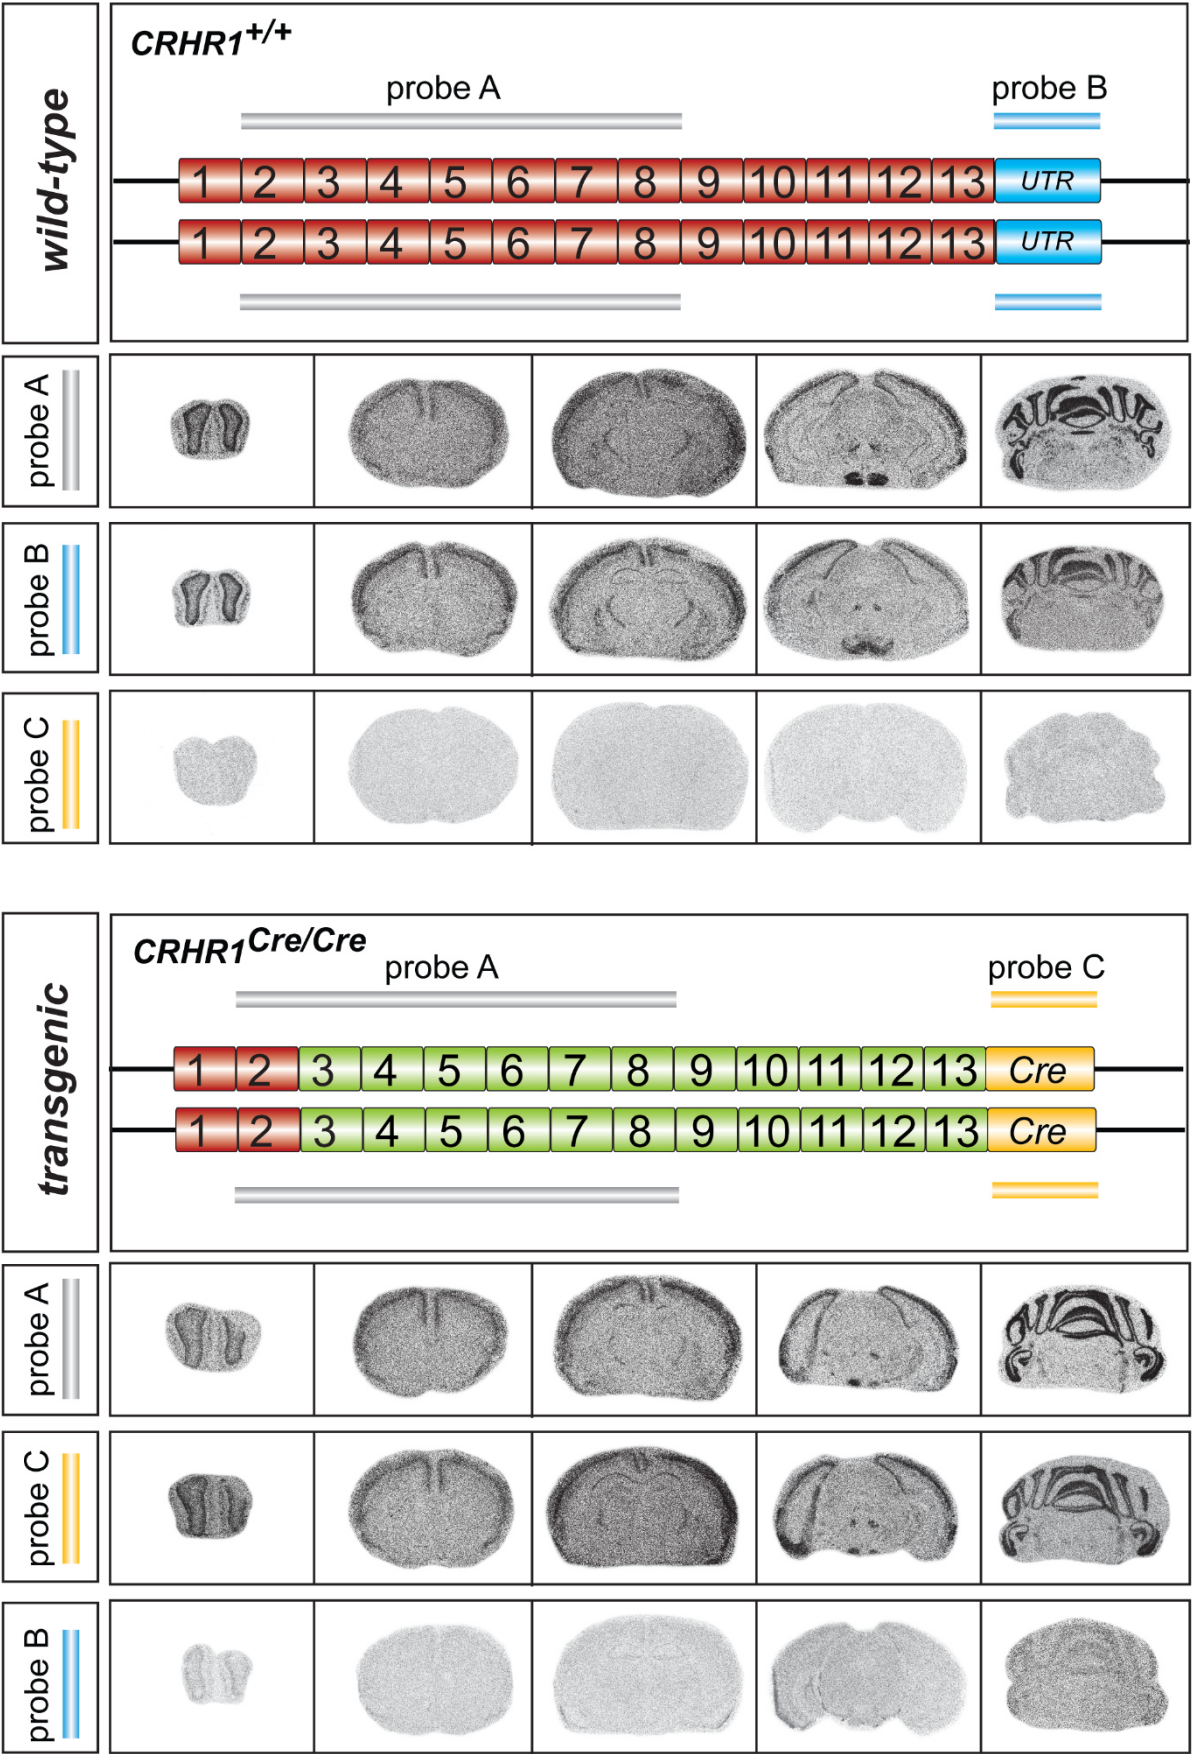 wild-type
CRHR1+/+
probe A probe B
1 2 3 4 5 6 7 8 9 10 11 12 13 UTR
1 2 3 4 5 6 7 8 9 10 11 12 13 UTR
probe A
probe B
probe C
transgenic
CRHR1Cre/Cre
probe A probe C
1 2 3 4 5 6 7 8 9 10 11 12 13 Cre
1 2 3 4 5 6 7 8 9 10 11 12 13 Cre
probe A
probe C
probe B